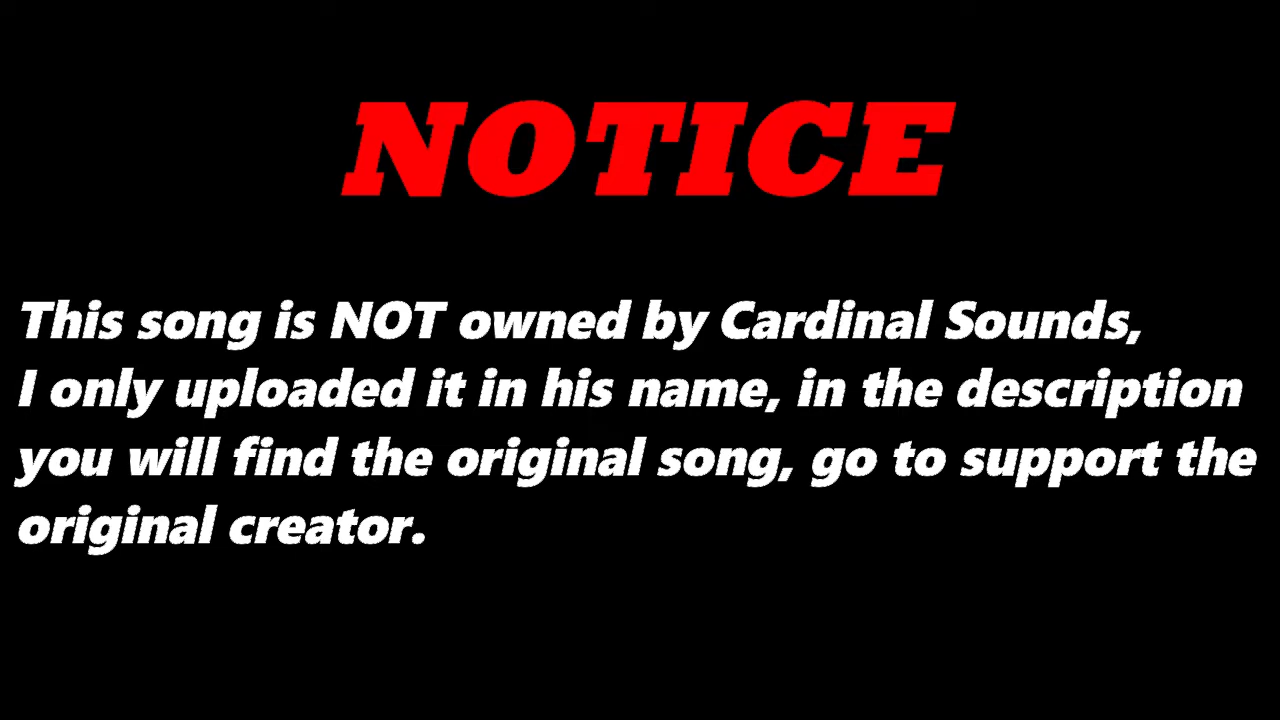 NOTICE
This song is NOT owned by Cardinal Sounds,
I only uploaded it in his name, in the description
you will find the original song, go to support the
original creator.